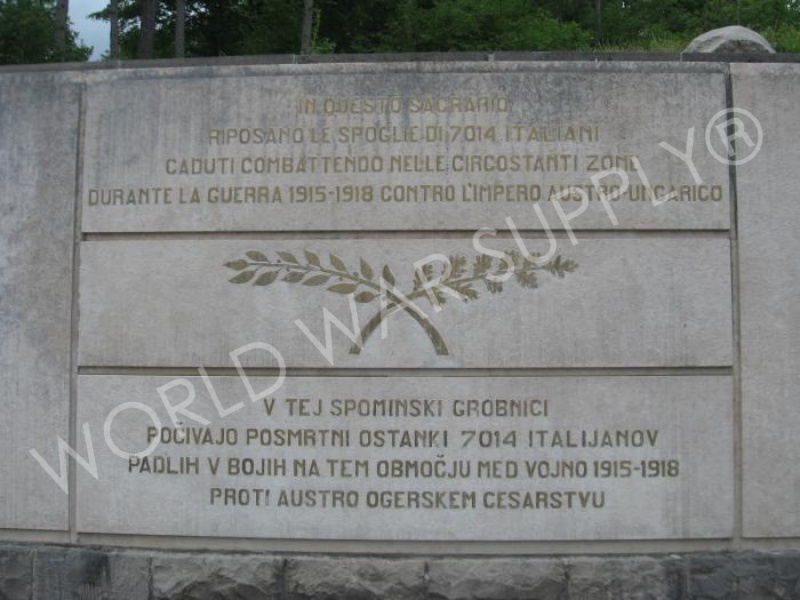 IN QUESTO SACRARIO
RIPOSANO LE SPOGLIE DI 7014 ITALIANI
CADUTI COMBATTENDO NELLE CIRCOSTANTI ZONE
DURANTE LA GUERRA 1915-1918 CONTRO L'IMPERO AUSTRO-UNGARICO
WORLD WAR SUPPLY®
V TEJ SPOMINSKI GROBNICI
POČIVAJO POSMRTNI OSTANKI 7014 ITALIJANOV
PADLIH V BOJIH NA TEM OBMOČJU MED VOJNO 1915-1918
PROTI AUSTRO OGERSKEM CESARSTVU